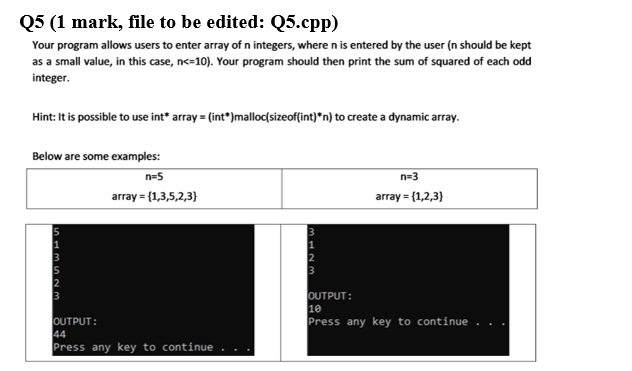 Q5 (1 mark, file to be edited: Q5.cpp)
Your program allows users to enter array of n integers, where n is entered by the user (n should be kept
as a small value, in this case, n<=10). Your program should then print the sum of squared of each odd
integer.
Hint: It is possible to use int* array = (int*)malloc(sizeof(int)*n) to create a dynamic array.
Below are some examples:
n=5
array = {1,3,5,2,3}
n=3
array = {1,2,3}
5
1
3
5
2
3
OUTPUT:
44
Press any key to continue . . .
3
1
2
3
OUTPUT:
10
Press any key to continue . . .